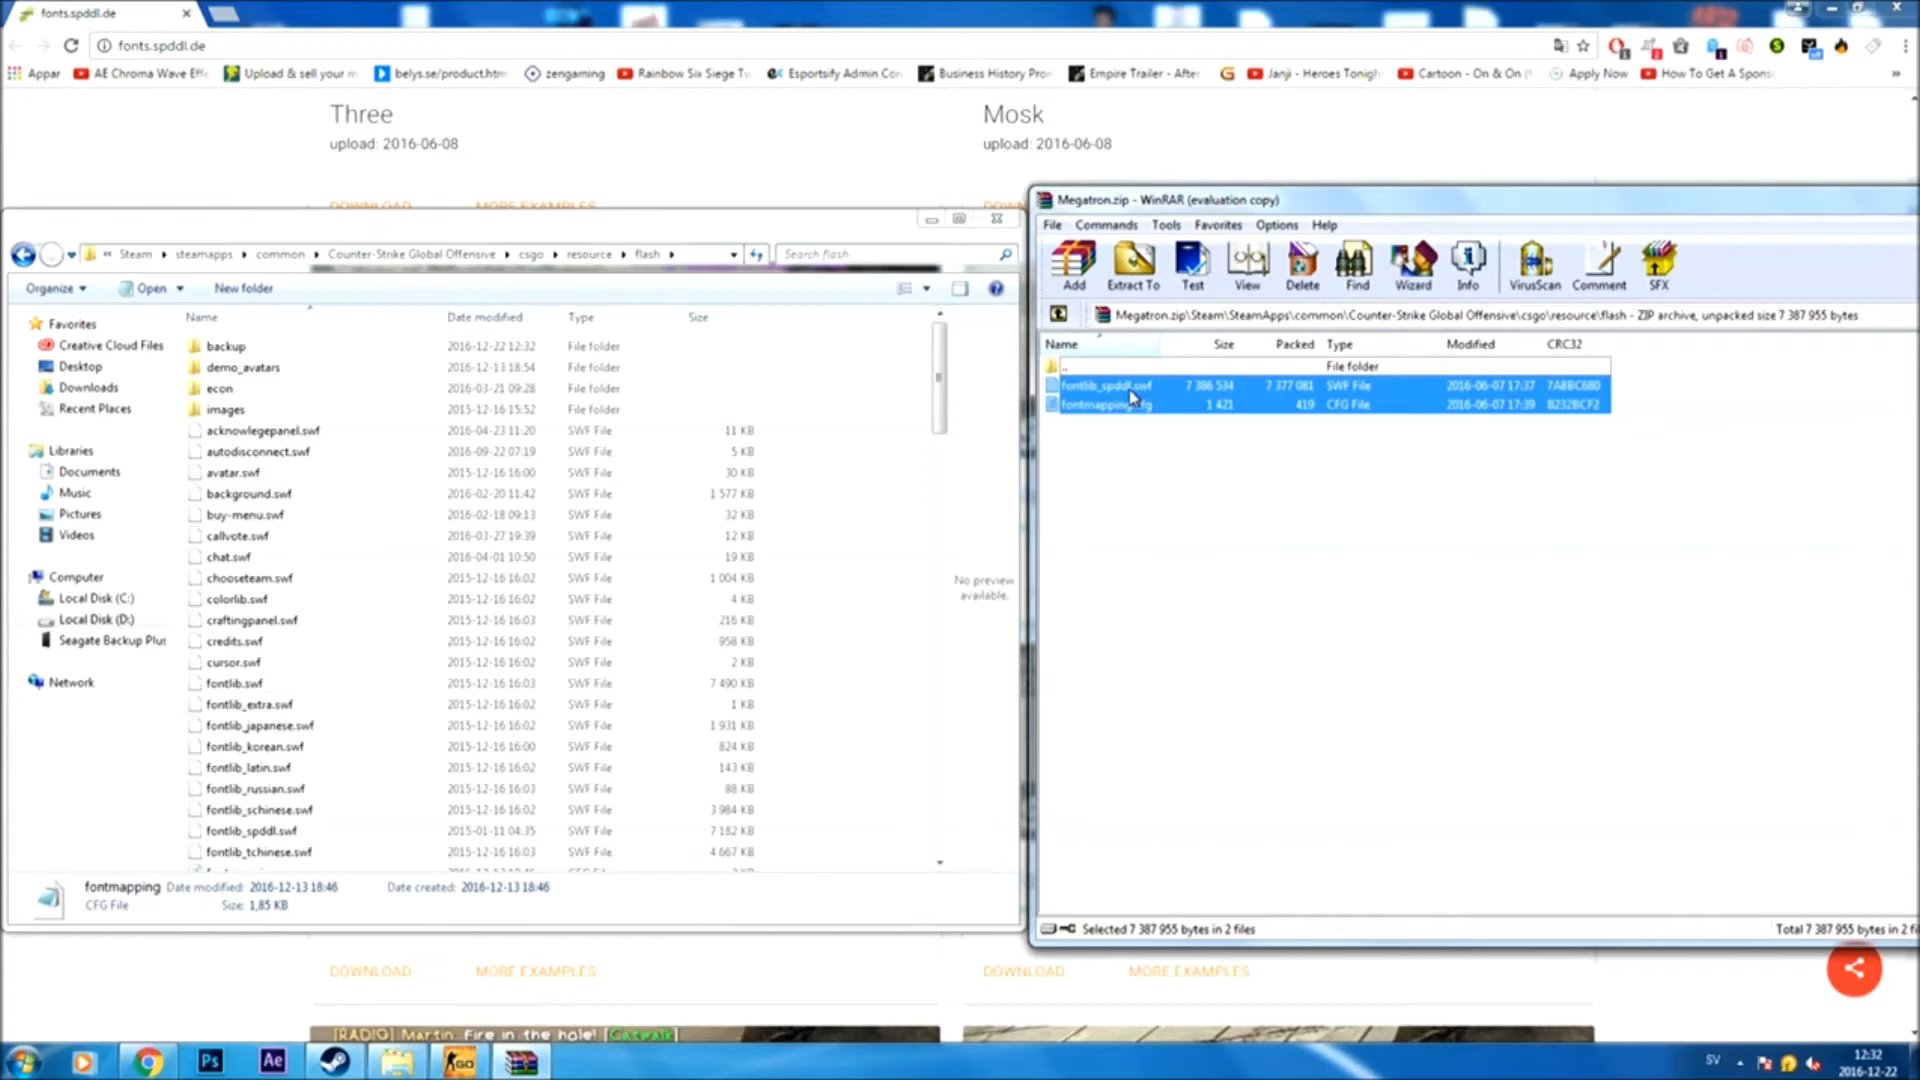 fonts.spddl.de
fonts.spddl.de
Appar AE Chroma Wave Effe Upload & sell your m belys.se/product.htm zengaming Rainbow Six Siege Tw Esportsify Admin Con Business History Pro Empire Trailer - After Janji - Heroes Tonigh Cartoon - On & On (f Apply Now How To Get A Spons
Three
upload: 2016-06-08
Mosk
upload: 2016-06-08
DOWNLOAD MORE EXAMPLES
Steam steamapps common Counter-Strike Global Offensive csgo resource flash
Search flash
Organize Open New folder
Favorites
Creative Cloud Files
Desktop
Downloads
Recent Places
Libraries
Documents
Music
Pictures
Videos
Computer
Local Disk (C:)
Local Disk (D:)
Seagate Backup Plus
Network
Name Date modified Type Size
backup 2016-12-22 12:32 File folder
demo_avatars 2016-12-13 18:54 File folder
econ 2016-03-21 09:28 File folder
images 2015-12-16 15:52 File folder
acknowlegepanel.swf 2016-04-23 11:20 SWF File 11 KB
autodisconnect.swf 2016-09-22 07:19 SWF File 5 KB
avatar.swf 2015-12-16 16:00 SWF File 30 KB
background.swf 2016-02-20 11:42 SWF File 1 577 KB
buy-menu.swf 2016-02-18 09:13 SWF File 32 KB
callvote.swf 2016-03-27 19:39 SWF File 12 KB
chat.swf 2016-04-01 10:50 SWF File 19 KB
chooseteam.swf 2015-12-16 16:02 SWF File 1 004 KB
colorlib.swf 2015-12-16 16:02 SWF File 4 KB
craftingpanel.swf 2015-12-16 16:03 SWF File 216 KB
credits.swf 2015-12-16 16:02 SWF File 958 KB
cursor.swf 2015-12-16 16:02 SWF File 2 KB
fontlib.swf 2015-12-16 16:03 SWF File 7 490 KB
fontlib_extra.swf 2015-12-16 16:02 SWF File 1 KB
fontlib_japanese.swf 2015-12-16 16:02 SWF File 1 931 KB
fontlib_korean.swf 2015-12-16 16:00 SWF File 824 KB
fontlib_latin.swf 2015-12-16 16:02 SWF File 143 KB
fontlib_russian.swf 2015-12-16 16:03 SWF File 88 KB
fontlib_schinese.swf 2015-12-16 16:02 SWF File 3 984 KB
fontlib_spddl.swf 2015-01-11 04:35 SWF File 7 182 KB
fontlib_tchinese.swf 2015-12-16 16:03 SWF File 4 667 KB
No preview
available.
fontmapping Date modified: 2016-12-13 18:46 Date created: 2016-12-13 18:46
CFG File Size: 1,85 KB
Megatron.zip - WinRAR (evaluation copy)
File Commands Tools Favorites Options Help
Add Extract To Test View Delete Find Wizard Info VirusScan Comment SFX
Megatron.zip\Steam\SteamApps\common\Counter-Strike Global Offensive\csgo\resource\flash - ZIP archive, unpacked size 7 387 955 bytes
Name Size Packed Type Modified CRC32
.. File folder
fontlib_spddl.swf 7 386 534 7 377 081 SWF File 2016-06-07 17:37 7A8BC680
fontmapping.cfg 1 421 419 CFG File 2016-06-07 17:39 B232BCF2
Selected 7 387 955 bytes in 2 files
Total 7 387 955 bytes in 2 fi
DOWNLOAD MORE EXAMPLES DOWNLOAD MORE EXAMPLES
[RADIO] Martin: Fire in the hole! [Catwalk]
Ps Ae GO SV 12:32
2016-12-22